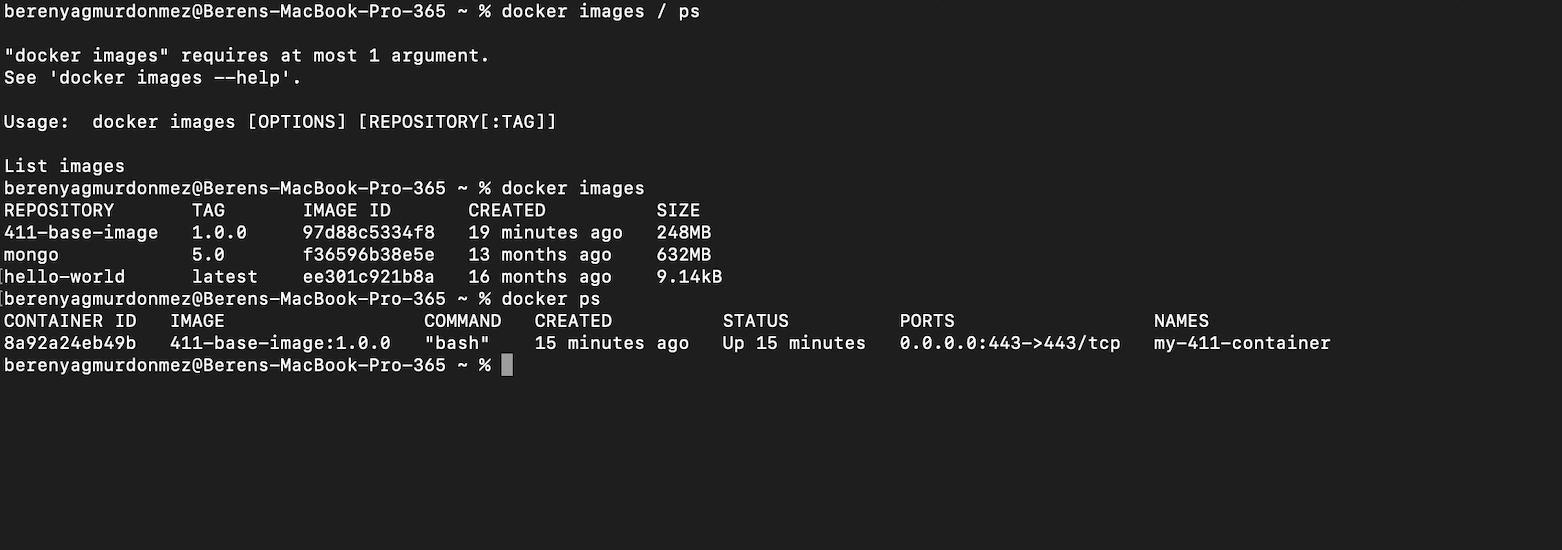 berenyagmurdonmez@Berens-MacBook-Pro-365 ~ % docker images / ps
"docker images" requires at most 1 argument.
See 'docker images --help'.
Usage:  docker images [OPTIONS] [REPOSITORY[:TAG]]
List images
berenyagmurdonmez@Berens-MacBook-Pro-365 ~ % docker images
REPOSITORY       TAG       IMAGE ID       CREATED          SIZE
411-base-image   1.0.0     97d88c5334f8   19 minutes ago   248MB
mongo            5.0       f36596b38e5e   13 months ago    632MB
hello-world      latest    ee301c921b8a   16 months ago    9.14kB
berenyagmurdonmez@Berens-MacBook-Pro-365 ~ % docker ps
CONTAINER ID   IMAGE                  COMMAND   CREATED          STATUS          PORTS                  NAMES
8a92a24eb49b   411-base-image:1.0.0   "bash"    15 minutes ago   Up 15 minutes   0.0.0.0:443->443/tcp   my-411-container
berenyagmurdonmez@Berens-MacBook-Pro-365 ~ %